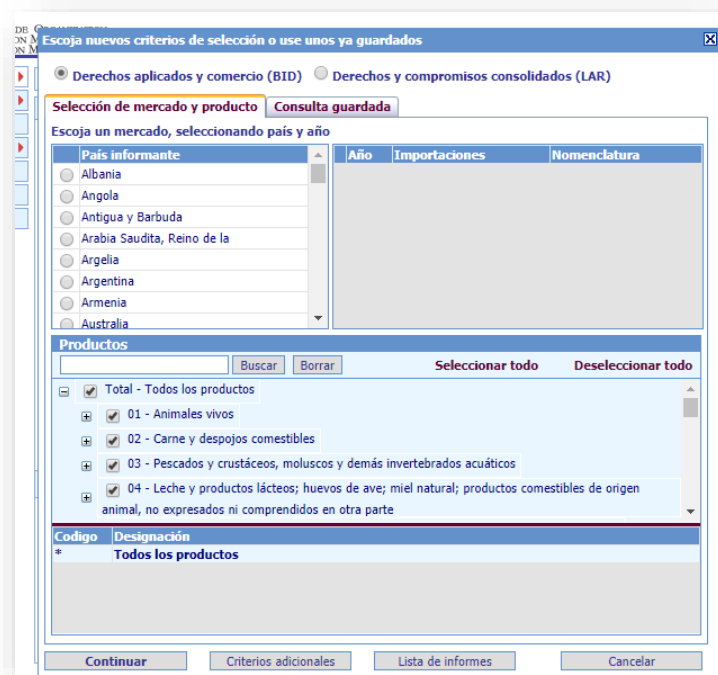 Escoja nuevos criterios de selección o use unos ya guardados
Derechos aplicados y comercio (BID) Derechos y compromisos consolidados (LAR)
Selección de mercado y producto Consulta guardada
Escoja un mercado, seleccionando país y año
País informante Año Importaciones Nomenclatura
Albania
Angola
Antigua y Barbuda
Arabia Saudita, Reino de la
Argelia
Argentina
Armenia
Australia
Productos
Buscar Borrar Seleccionar todo Deseleccionar todo
Total - Todos los productos
01 - Animales vivos
02 - Carne y despojos comestibles
03 - Pescados y crustáceos, moluscos y demás invertebrados acuáticos
04 - Leche y productos lácteos; huevos de ave; miel natural; productos comestibles de origen
animal, no expresados ni comprendidos en otra parte
Codigo Designación
* Todos los productos
Continuar Criterios adicionales Lista de informes Cancelar